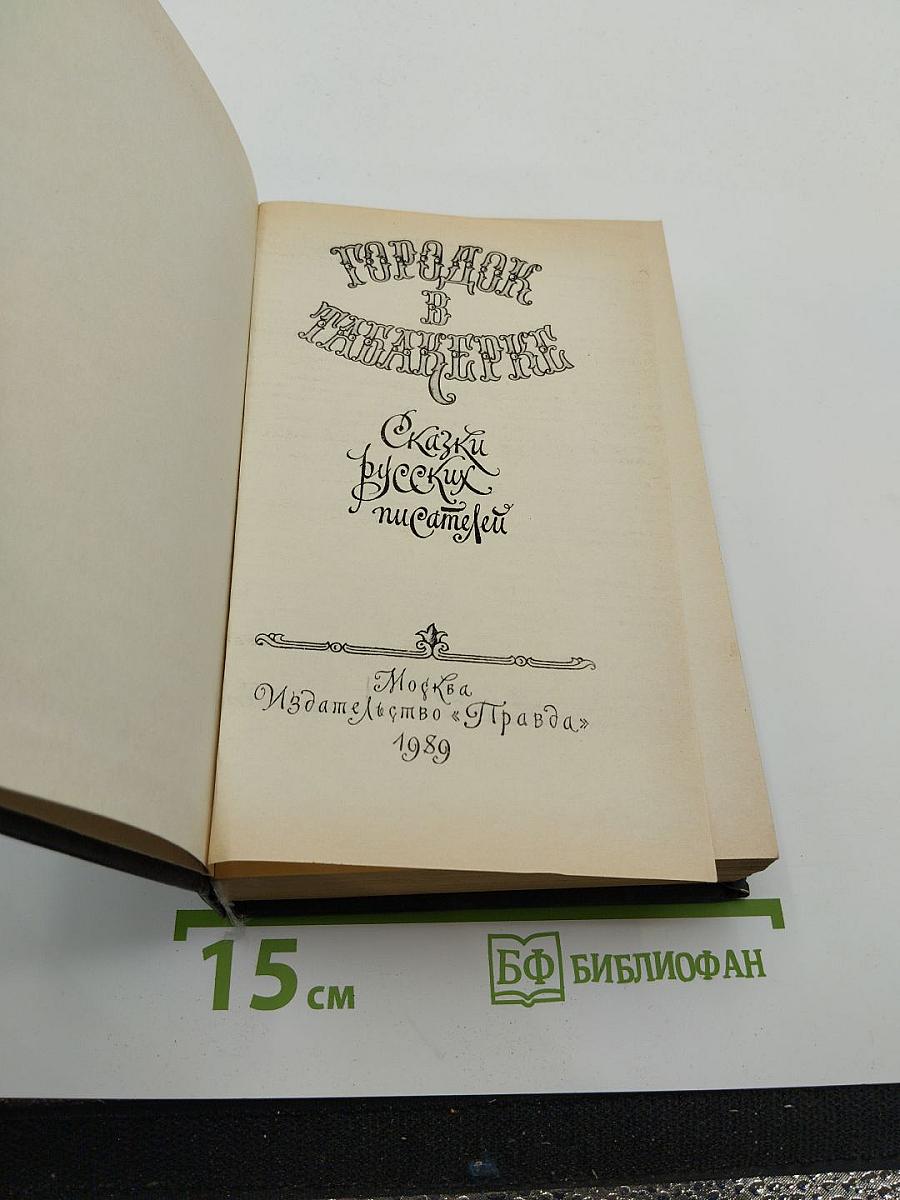 ГОРОДОК
В
ТАБАКЕРКЕ
Сказки
русских
писателей
Москва
Издательство «Правда»
1989
15 см
БФ БИБЛИОФАН